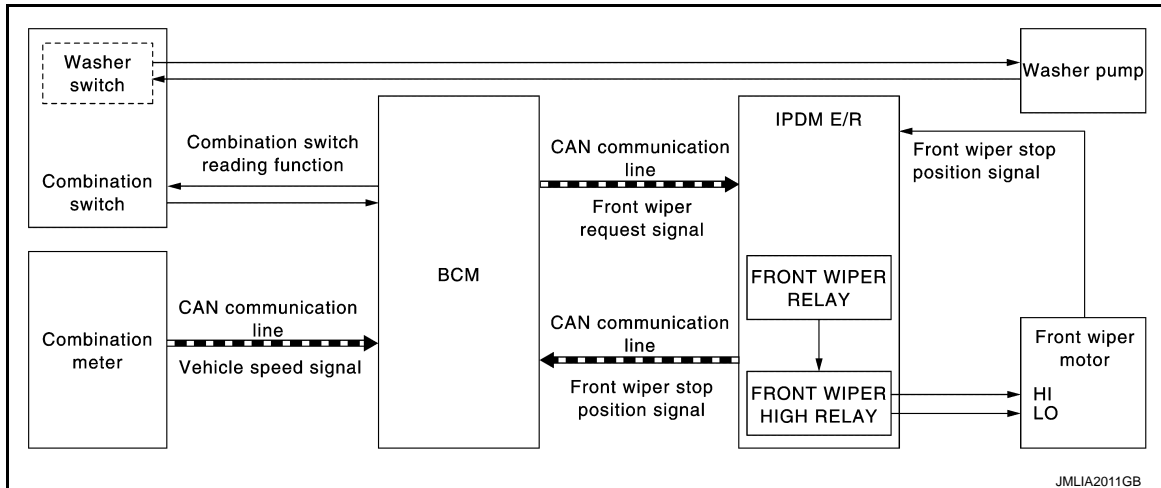 Washer
switch
Combination
switch
Combination switch
reading function
Combination
meter
CAN communication
line
Vehicle speed signal
BCM
CAN communication
line
Front wiper
request signal
CAN communication
line
Front wiper stop
position signal
IPDM E/R
FRONT WIPER
RELAY
FRONT WIPER
HIGH RELAY
Washer pump
Front wiper stop
position signal
Front wiper
motor
HI
LO
JMLIA2011GB